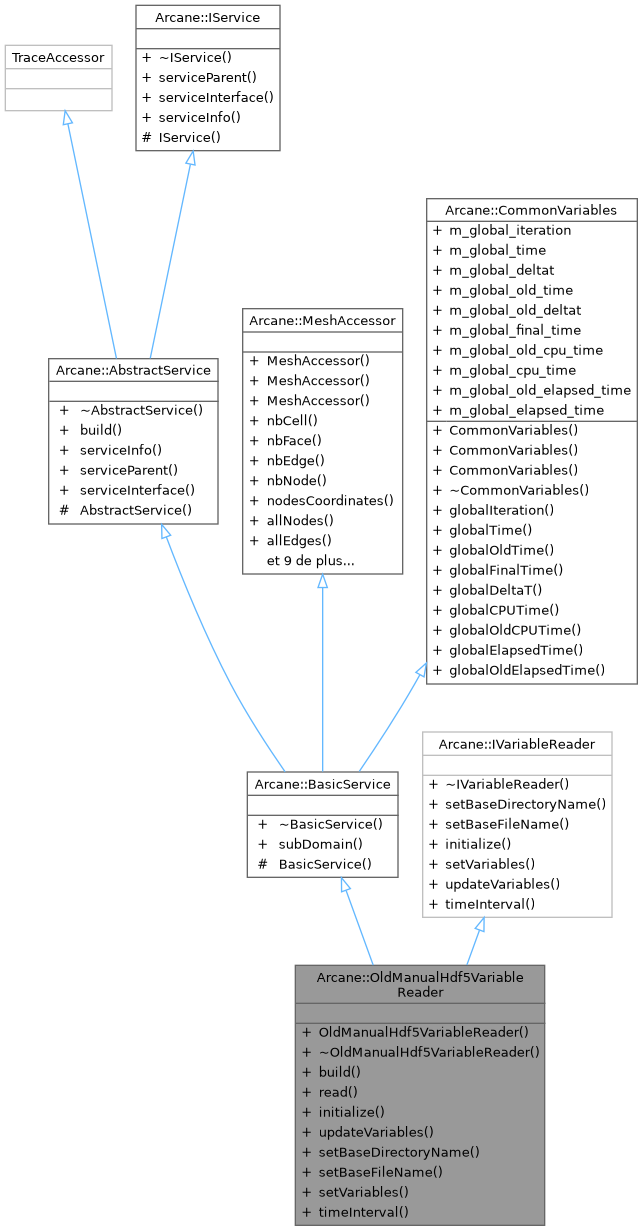 Arcane::IService
+ ~IService()
+ serviceParent()
+ serviceInterface()
+ serviceInfo()
# IService()
TraceAccessor
Arcane::CommonVariables
+ m_global_iteration
+ m_global_time
+ m_global_deltat
+ m_global_old_time
+ m_global_old_deltat
+ m_global_final_time
+ m_global_old_cpu_time
+ m_global_cpu_time
+ m_global_old_elapsed_time
+ m_global_elapsed_time
+ CommonVariables()
+ CommonVariables()
+ CommonVariables()
+ ~CommonVariables()
+ globalIteration()
+ globalTime()
+ globalOldTime()
+ globalFinalTime()
+ globalDeltaT()
+ globalCPUTime()
+ globalOldCPUTime()
+ globalElapsedTime()
+ globalOldElapsedTime()
Arcane::MeshAccessor
+ MeshAccessor()
+ MeshAccessor()
+ MeshAccessor()
+ nbCell()
+ nbFace()
+ nbEdge()
+ nbNode()
+ nodesCoordinates()
+ allNodes()
+ allEdges()
et 9 de plus...
Arcane::AbstractService
+ ~AbstractService()
+ build()
+ serviceInfo()
+ serviceParent()
+ serviceInterface()
# AbstractService()
Arcane::IVariableReader
+ ~IVariableReader()
+ setBaseDirectoryName()
+ setBaseFileName()
+ initialize()
+ setVariables()
+ updateVariables()
+ timeInterval()
Arcane::BasicService
+ ~BasicService()
+ subDomain()
# BasicService()
Arcane::OldManualHdf5Variable
Reader
+ OldManualHdf5VariableReader()
+ ~OldManualHdf5VariableReader()
+ build()
+ read()
+ initialize()
+ updateVariables()
+ setBaseDirectoryName()
+ setBaseFileName()
+ setVariables()
+ timeInterval()